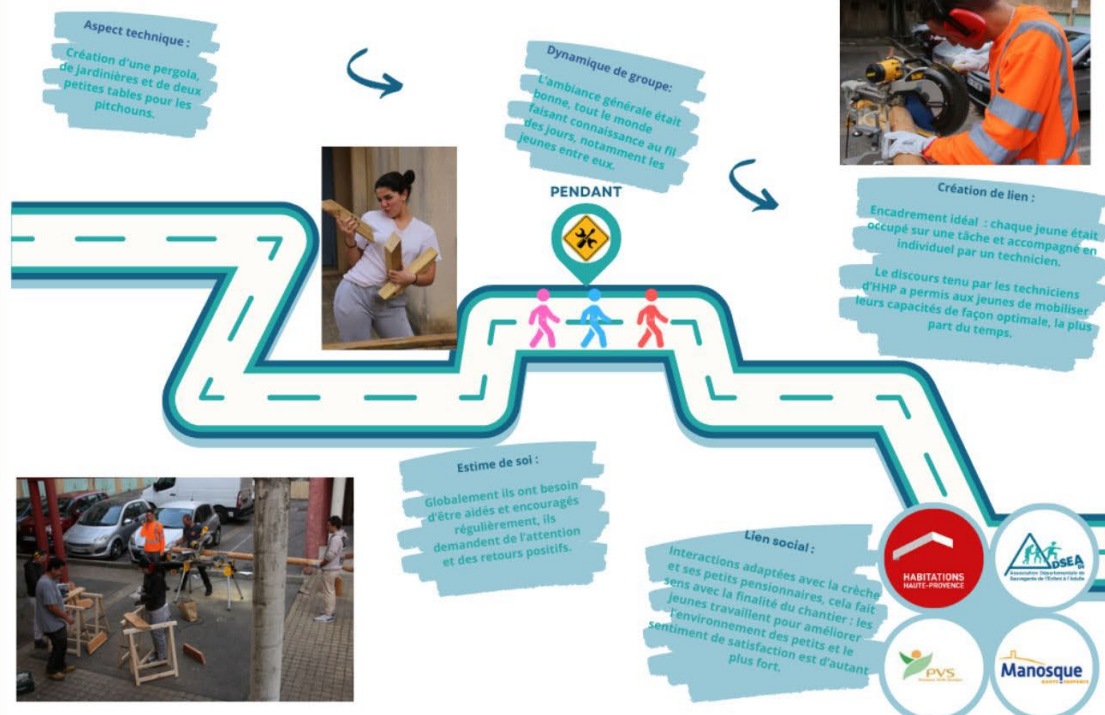 Aspect technique :
Création d'une pergola,
de jardinières et de deux
petites tables pour les
pitchouns.
Dynamique de groupe:
L'ambiance générale était
bonne, tout le monde
faisant connaissance au fil
des jours, notamment les
jeunes entre eux.
PENDANT
Création de lien :
Encadrement idéal : chaque jeune était
occupé sur une tâche et accompagné en
individuel par un technicien.
Le discours tenu par les techniciens
d'HHP a permis aux jeunes de mobiliser
leurs capacités de façon optimale, la plus
part du temps.
Estime de soi :
Globalement ils ont besoin
d'être aidés et encouragés
régulièrement, ils
demandent de l'attention
et des retours positifs.
Lien social :
Interactions adaptées avec la crèche
et ses petits pensionnaires, cela fait
sens avec la finalité du chantier : les
jeunes travaillent pour améliorer
l'environnement des petits et le
sentiment de satisfaction est d'autant
plus fort.
HABITATIONS
HAUTE-PROVENCE
ADSEA
Association Départementale de
Sauvegarde de l'Enfant à l'Adulte
PVS
Manosque